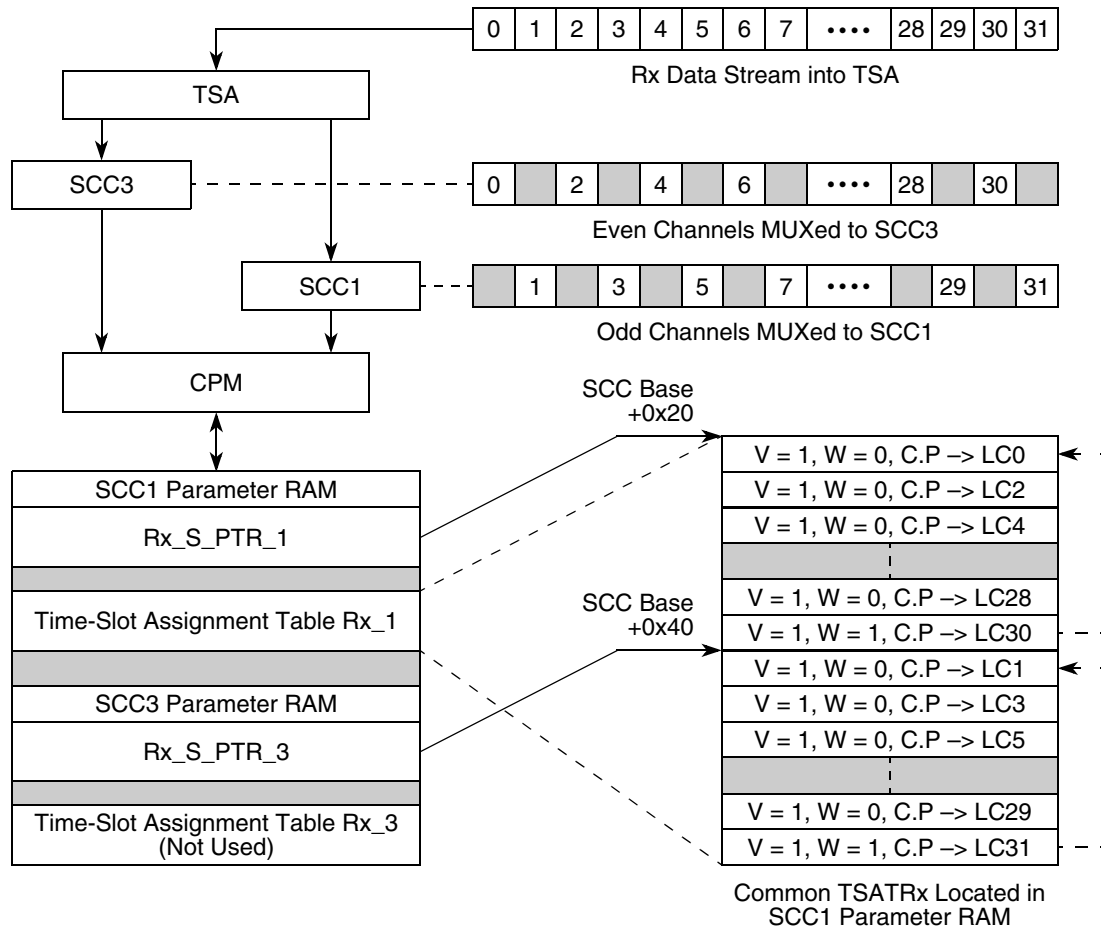 0 1 2 3 4 5 6 7 •••• 28 29 30 31
Rx Data Stream into TSA
TSA
SCC3
0 2 4 6 •••• 28 30
Even Channels MUXed to SCC3
SCC1
1 3 5 7 •••• 29 31
Odd Channels MUXed to SCC1
CPM
SCC Base
+0x20
V = 1, W = 0, C.P –> LC0
V = 1, W = 0, C.P –> LC2
V = 1, W = 0, C.P –> LC4
V = 1, W = 0, C.P –> LC28
V = 1, W = 1, C.P –> LC30
SCC Base
+0x40
V = 1, W = 0, C.P –> LC1
V = 1, W = 0, C.P –> LC3
V = 1, W = 0, C.P –> LC5
V = 1, W = 0, C.P –> LC29
V = 1, W = 1, C.P –> LC31
Common TSATRx Located in
SCC1 Parameter RAM
SCC1 Parameter RAM
Rx_S_PTR_1
Time-Slot Assignment Table Rx_1
SCC3 Parameter RAM
Rx_S_PTR_3
Time-Slot Assignment Table Rx_3
(Not Used)